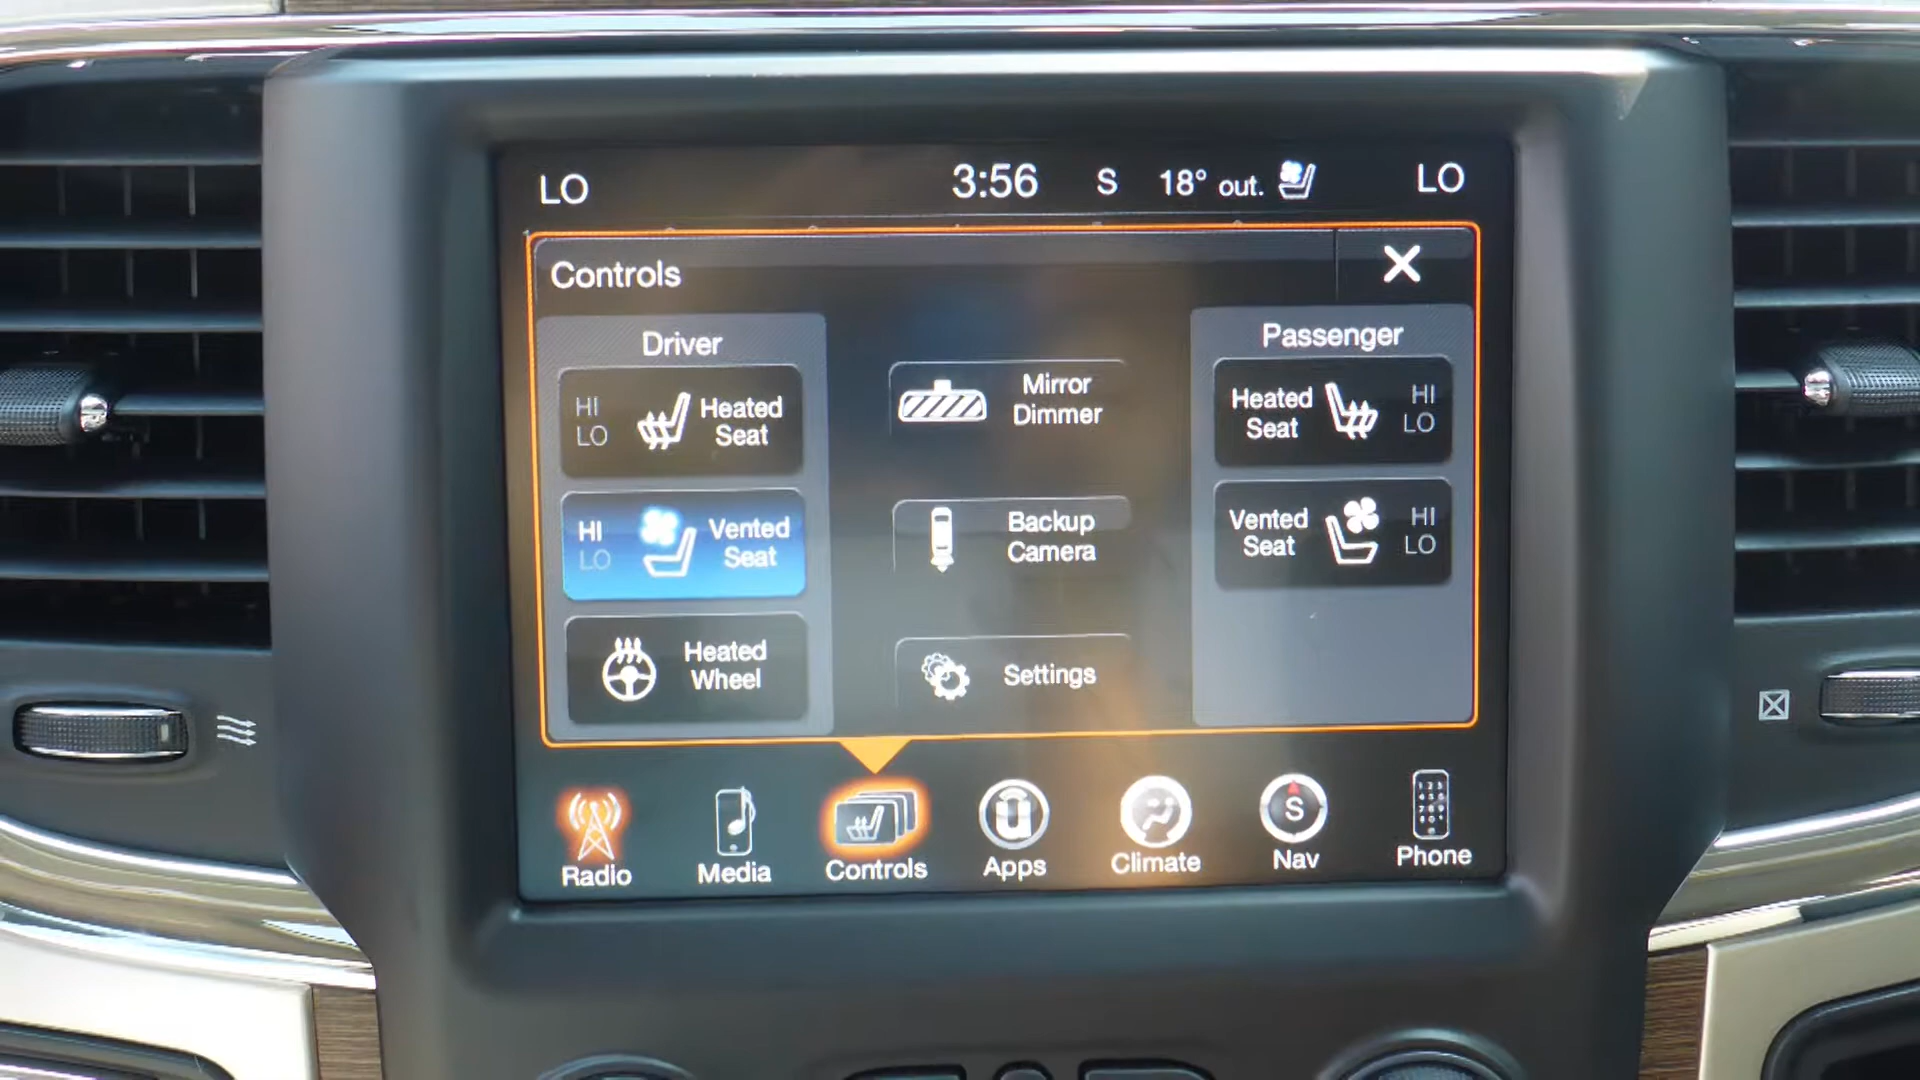 LO
3:56
S
18° out.
LO
Controls
Driver
HI
LO
Heated
Seat
HI
LO
Vented
Seat
Heated
Wheel
Mirror
Dimmer
Backup
Camera
Settings
Passenger
Heated
Seat
HI
LO
Vented
Seat
HI
LO
Radio
Media
Controls
Apps
Climate
S
Nav
Phone